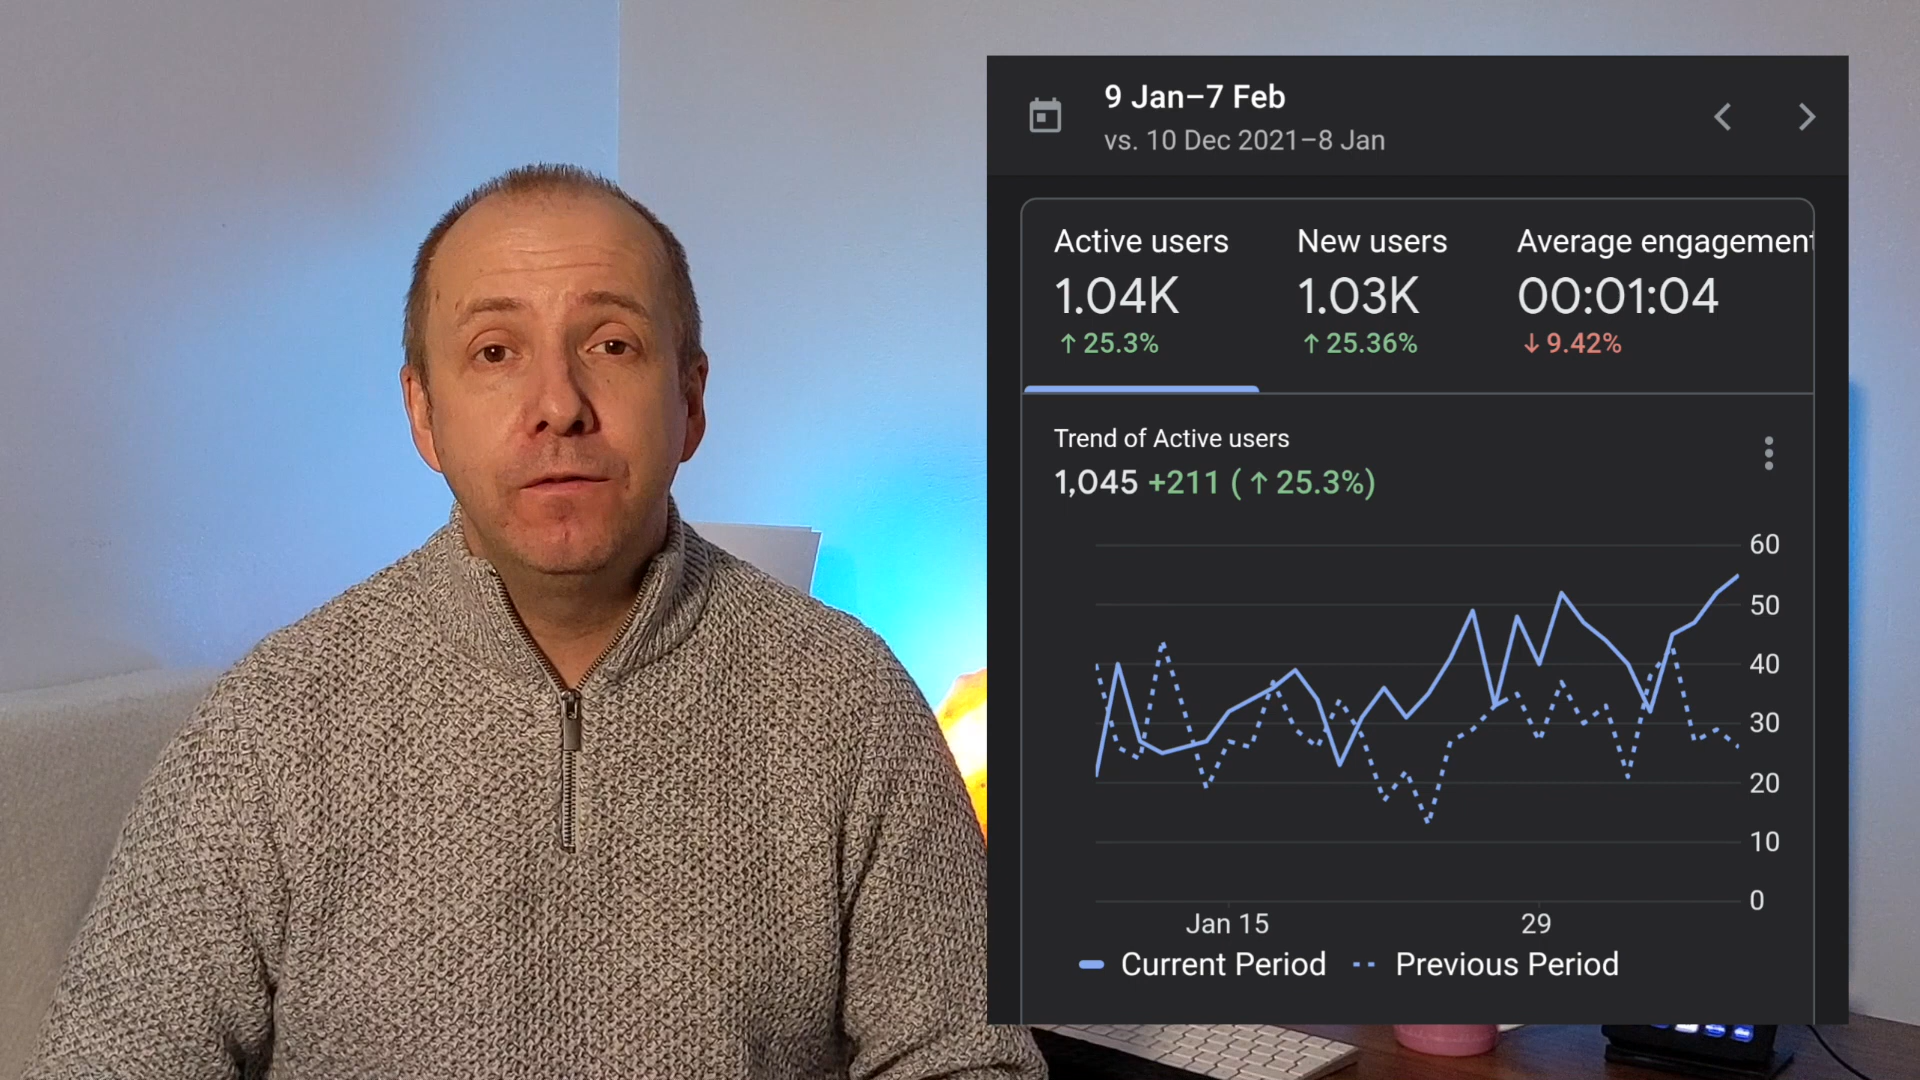 9 Jan–7 Feb
vs. 10 Dec 2021–8 Jan
Active users New users Average engagement
1.04K 1.03K 00:01:04
↑ 25.3% ↑ 25.36% ↓ 9.42%
Trend of Active users
1,045 +211 (↑ 25.3%)
60
50
40
30
20
10
0
Jan 15 29
Current Period Previous Period